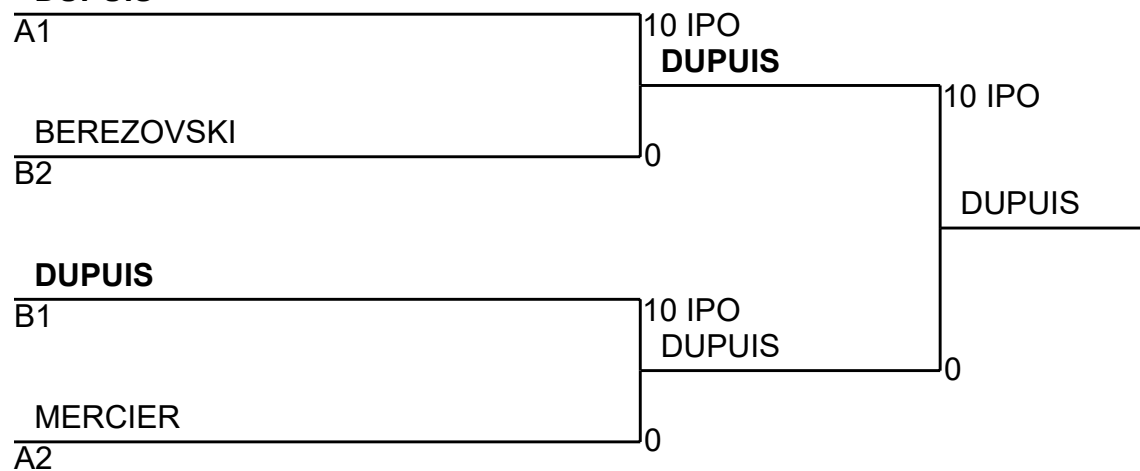 DUPUIS
A1
10 IPO
DUPUIS
10 IPO
BEREZOVSKI
0
B2
DUPUIS
DUPUIS
B1
10 IPO
DUPUIS
0
MERCIER
0
A2